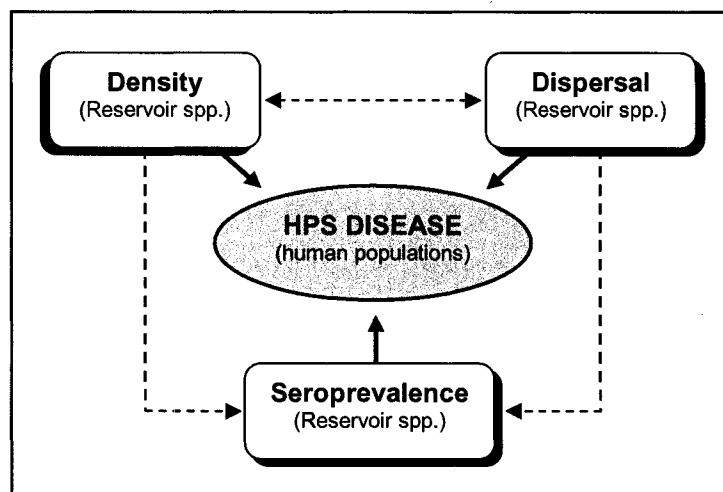 Density
(Reservoir spp.)
Dispersal
(Reservoir spp.)
HPS DISEASE
(human populations)
Seroprevalence
(Reservoir spp.)